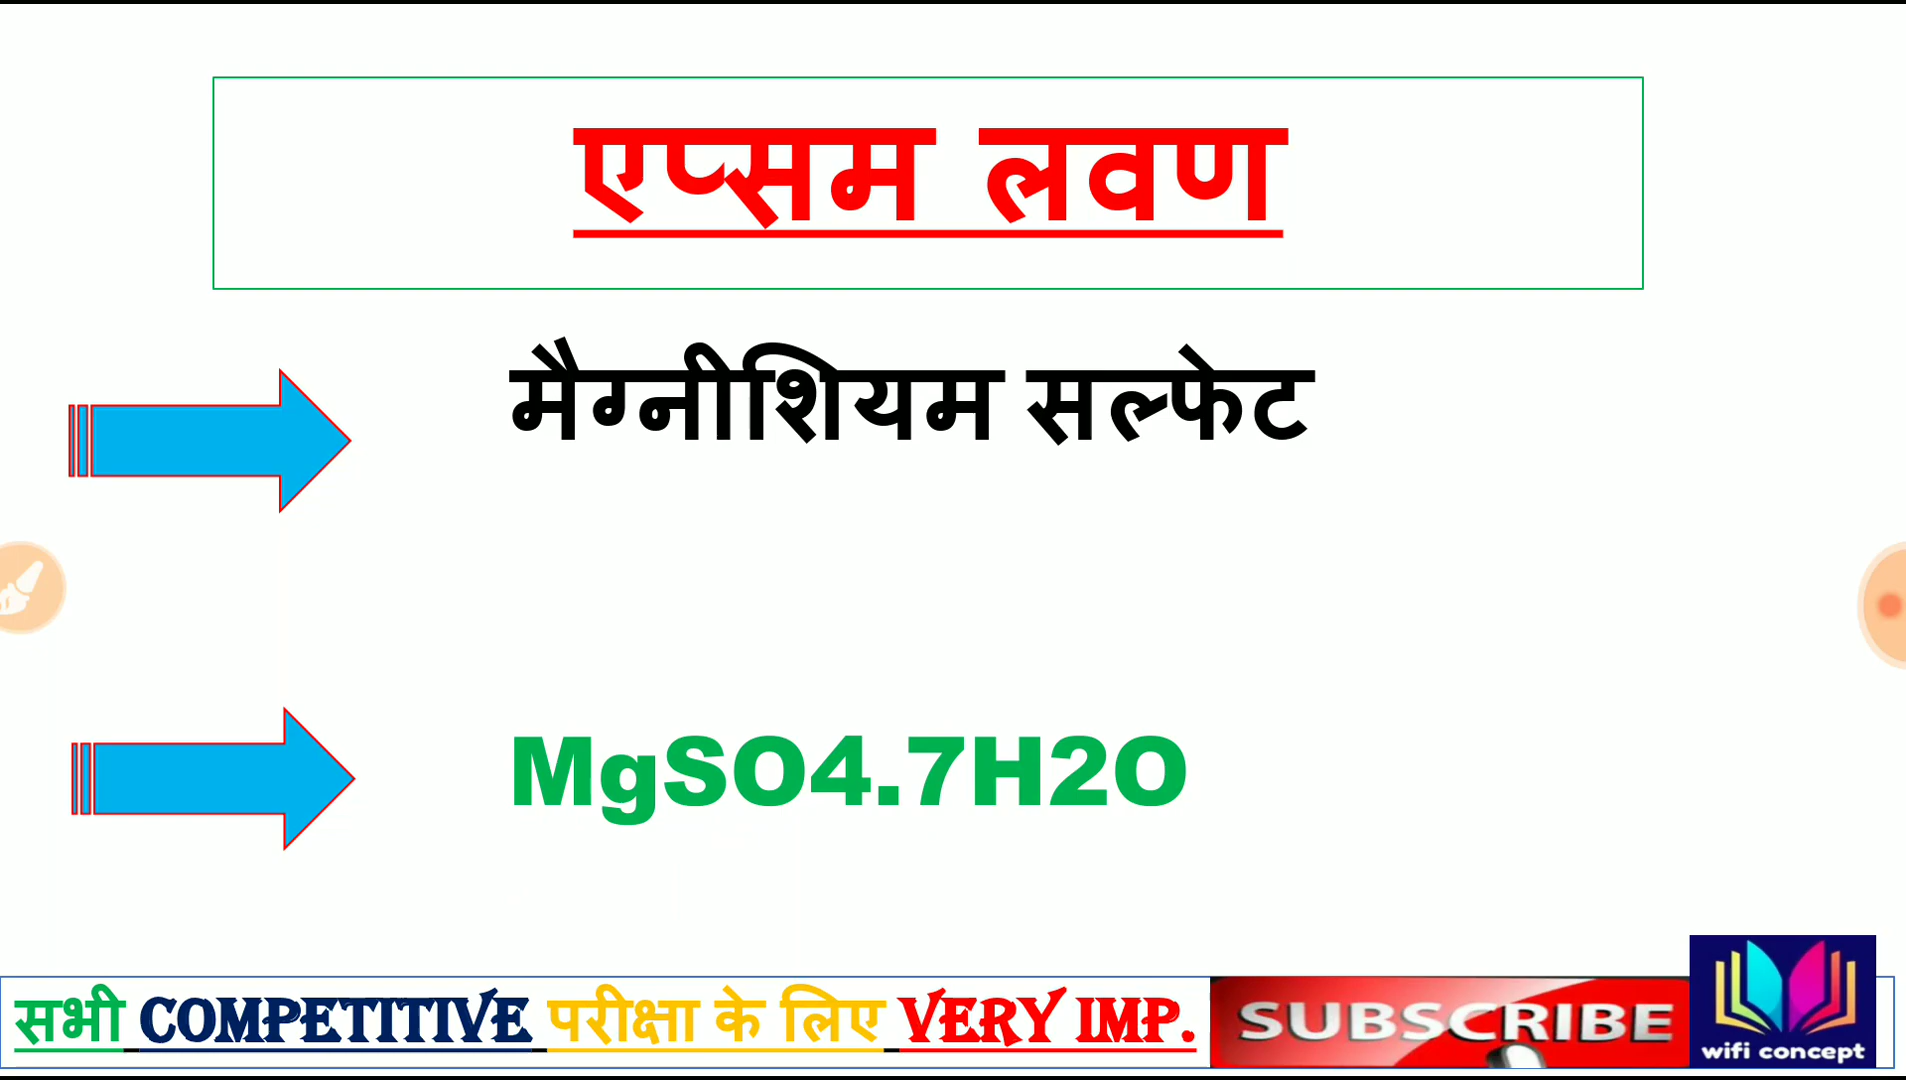 एप्सम लवण
मैग्नीशियम सल्फेट
MgSO4.7H2O
सभी COMPETITIVE परीक्षा के लिए VERY IMP.
SUBSCRIBE
wifi concept